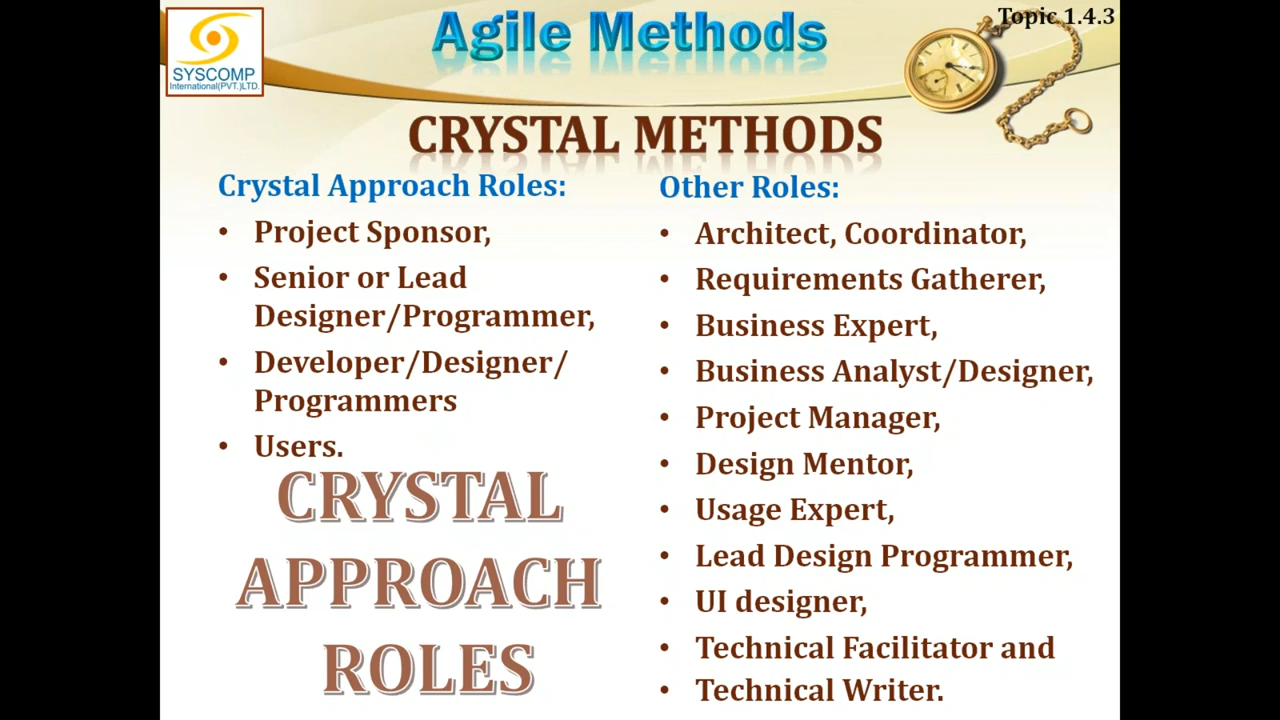 Topic 1.4.3
Agile Methods
SYSCOMP
International(PVT.)LTD.
CRYSTAL METHODS
Crystal Approach Roles:
• Project Sponsor,
• Senior or Lead
Designer/Programmer,
• Developer/Designer/
Programmers
• Users.
CRYSTAL
APPROACH
ROLES
Other Roles:
• Architect, Coordinator,
• Requirements Gatherer,
• Business Expert,
• Business Analyst/Designer,
• Project Manager,
• Design Mentor,
• Usage Expert,
• Lead Design Programmer,
• UI designer,
• Technical Facilitator and
• Technical Writer.